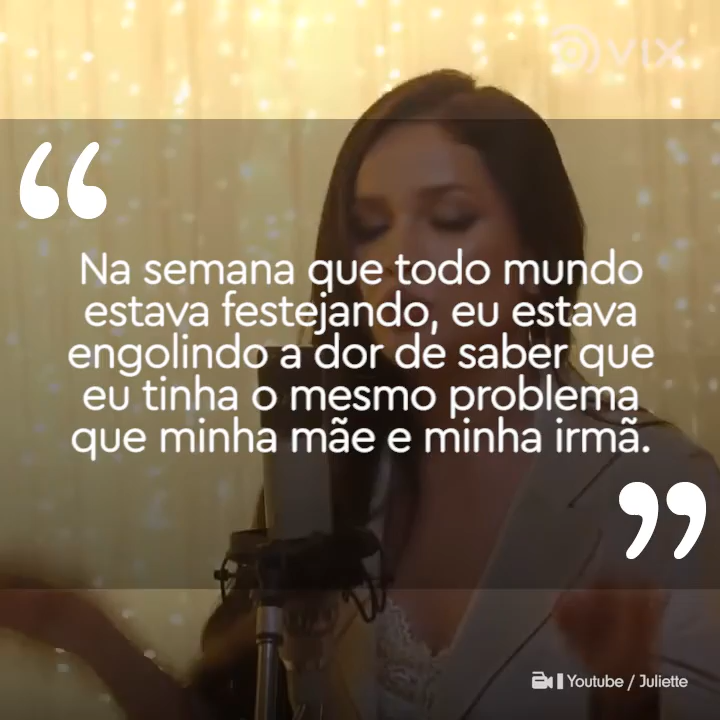 VIX
“
Na semana que todo mundo
estava festejando, eu estava
engolindo a dor de saber que
eu tinha o mesmo problema
que minha mãe e minha irmã.
”
Youtube / Juliette